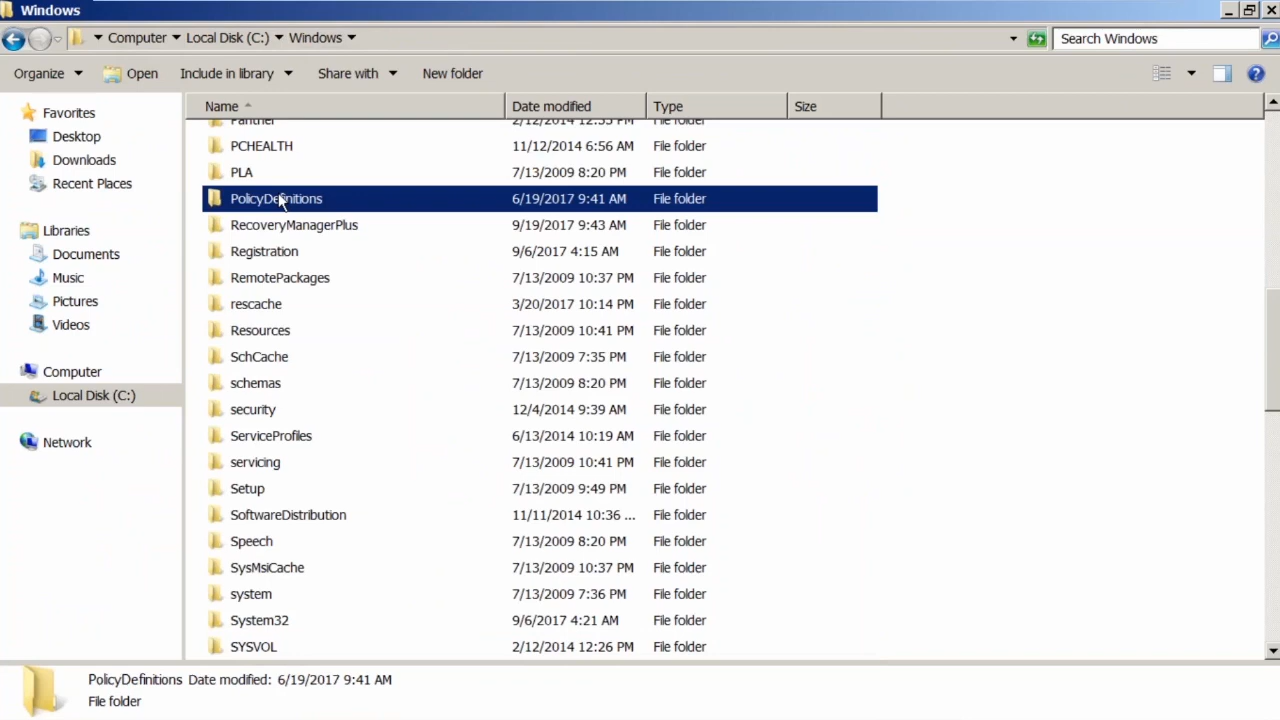 Windows
Computer Local Disk (C:) Windows Search Windows
Organize Open Include in library Share with New folder
Favorites
Desktop
Downloads
Recent Places
Libraries
Documents
Music
Pictures
Videos
Computer
Local Disk (C:)
Network
Name Date modified Type Size
Panther 2/12/2014 12:33 PM File folder
PCHEALTH 11/12/2014 6:56 AM File folder
PLA 7/13/2009 8:20 PM File folder
PolicyDefinitions 6/19/2017 9:41 AM File folder
RecoveryManagerPlus 9/19/2017 9:43 AM File folder
Registration 9/6/2017 4:15 AM File folder
RemotePackages 7/13/2009 10:37 PM File folder
rescache 3/20/2017 10:14 PM File folder
Resources 7/13/2009 10:41 PM File folder
SchCache 7/13/2009 7:35 PM File folder
schemas 7/13/2009 8:20 PM File folder
security 12/4/2014 9:39 AM File folder
ServiceProfiles 6/13/2014 10:19 AM File folder
servicing 7/13/2009 10:41 PM File folder
Setup 7/13/2009 9:49 PM File folder
SoftwareDistribution 11/11/2014 10:36 ... File folder
Speech 7/13/2009 8:20 PM File folder
SysMsiCache 7/13/2009 10:37 PM File folder
system 7/13/2009 7:36 PM File folder
System32 9/6/2017 4:21 AM File folder
SYSVOL 2/12/2014 12:26 PM File folder
PolicyDefinitions Date modified: 6/19/2017 9:41 AM
File folder